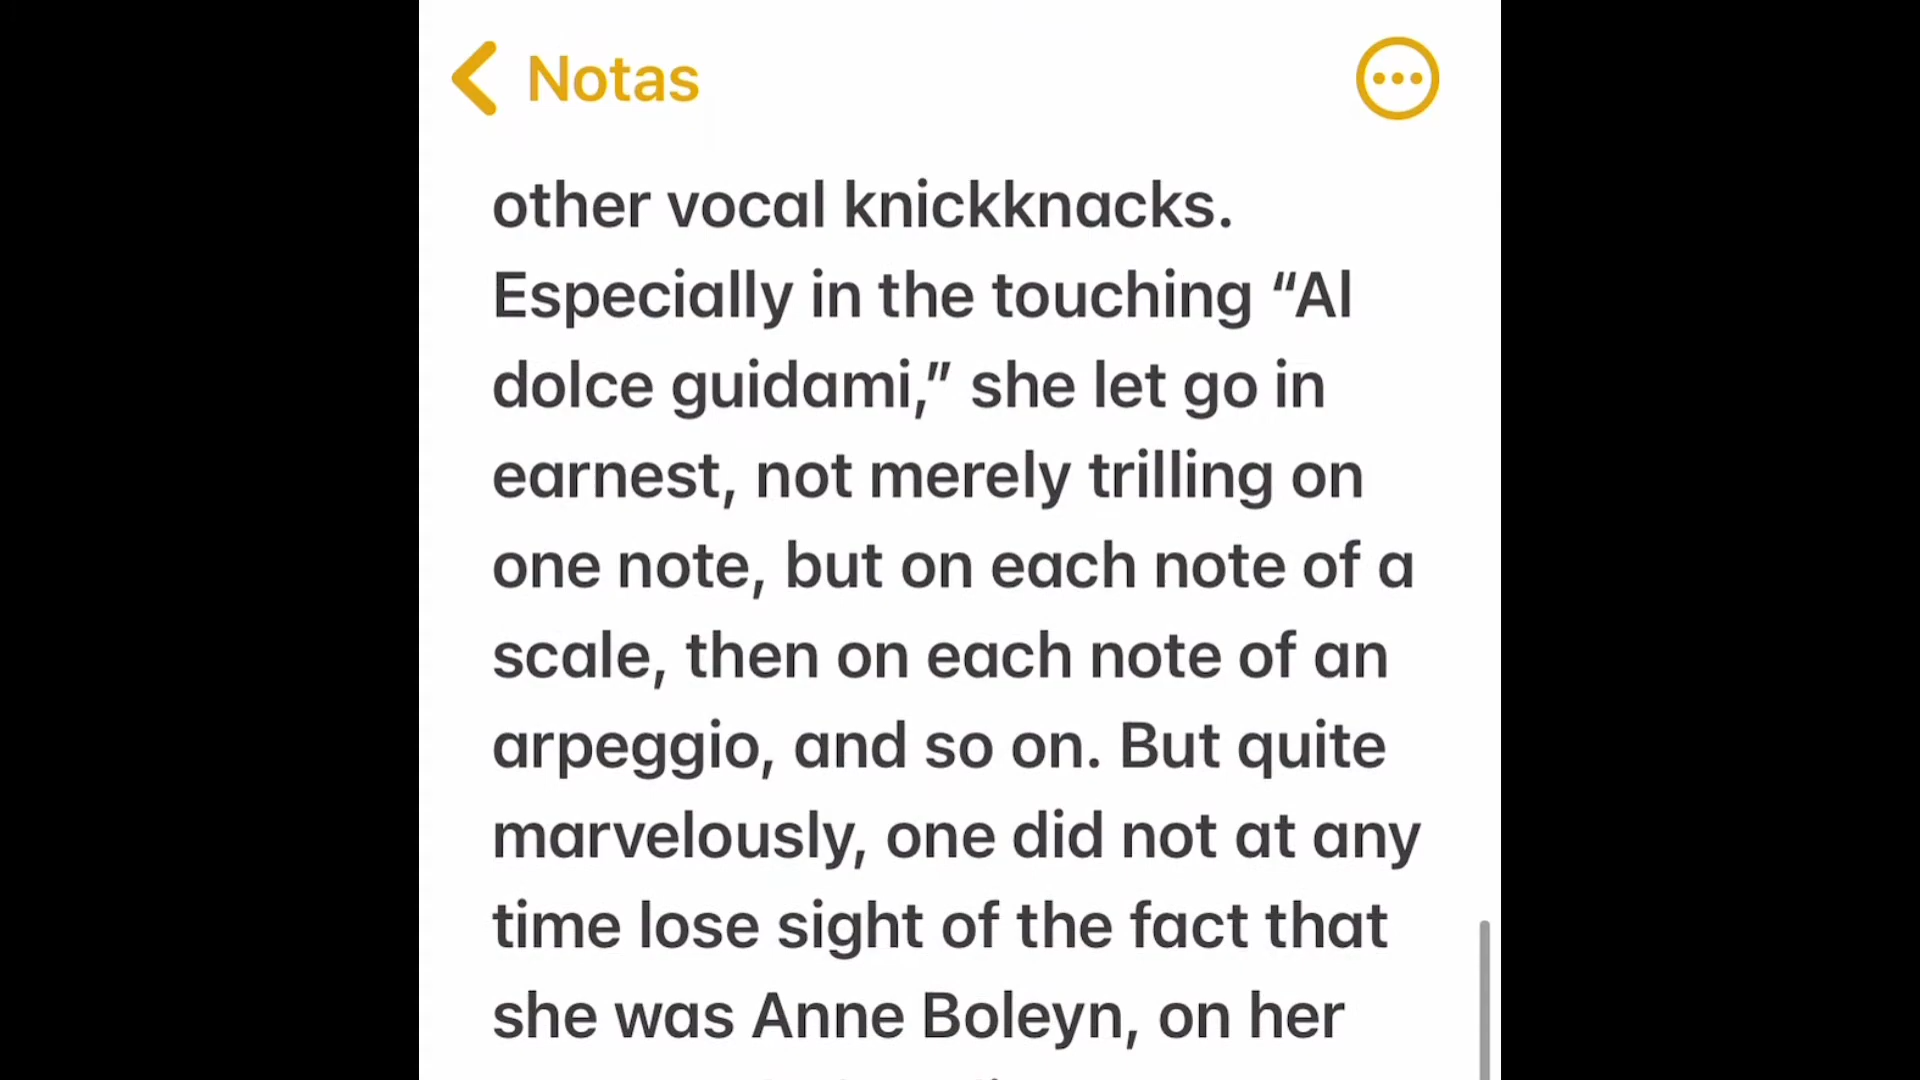 Notas
other vocal knickknacks.
Especially in the touching “Al
dolce guidami,” she let go in
earnest, not merely trilling on
one note, but on each note of a
scale, then on each note of an
arpeggio, and so on. But quite
marvelously, one did not at any
time lose sight of the fact that
she was Anne Boleyn, on her